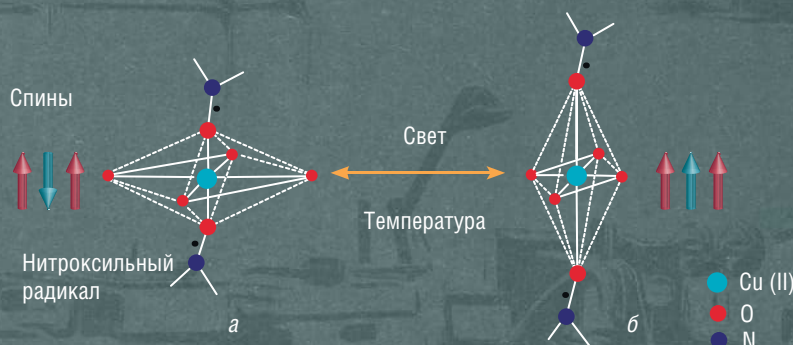 Спины
Свет
Температура
Нитроксильный
радикал
а
б
Cu (II)
O
N